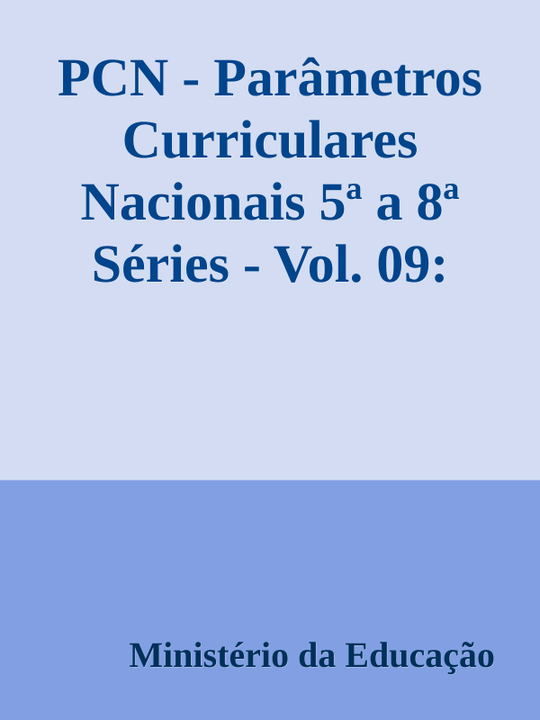 PCN - Parâmetros
Curriculares
Nacionais 5ª a 8ª
Séries - Vol. 09:
Ministério da Educação